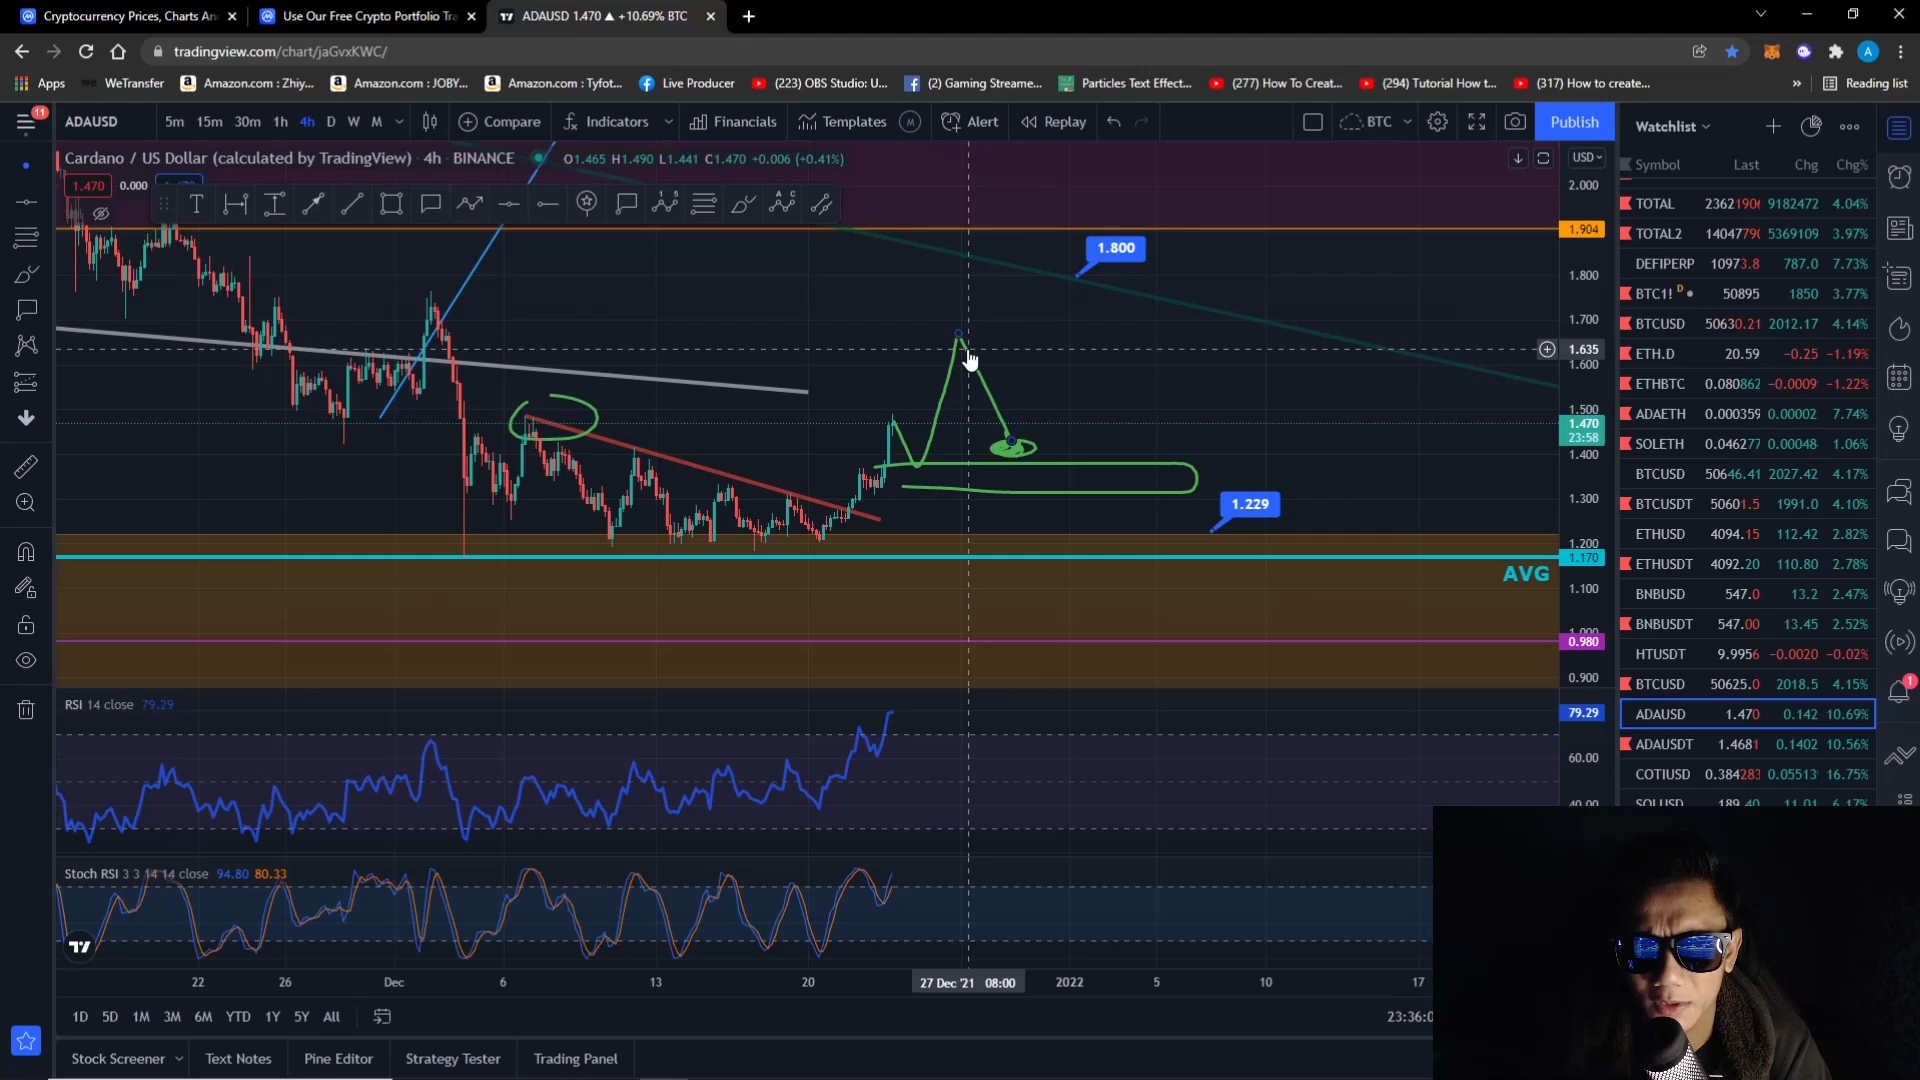 Cryptocurrency Prices, Charts An
Use Our Free Crypto Portfolio Tra
ADAUSD 1.470 ▲ +10.69% BTC
tradingview.com/chart/jaGvxKWC/
A
Apps
WeTransfer
Amazon.com : Zhiy...
Amazon.com : JOBY...
Amazon.com : Tyfot...
Live Producer
(223) OBS Studio: U...
(2) Gaming Streame...
Particles Text Effect...
(277) How To Creat...
(294) Tutorial How t...
(317) How to create...
»
Reading list
11
ADAUSD
5m 15m 30m 1h 4h D W M
Compare
Indicators
Financials
Templates
M
Alert
Replay
BTC
Publish
Cardano / US Dollar (calculated by TradingView) · 4h · BINANCE
O1.465 H1.490 L1.441 C1.470 +0.006 (+0.41%)
1.470 0.000
USD
2.000
1.904
1.800
1.800
1.700
1.635
1.600
1.500
1.470
23:58
1.400
1.300
1.229
1.200
1.170
AVG
1.100
1.000
0.980
0.900
RSI 14 close 79.29
79.29
60.00
40.00
Stoch RSI 3 3 14 14 close 94.80 80.33
22 26 Dec 6 13 20 27 Dec '21 08:00 2022 5 10 17
1D 5D 1M 3M 6M YTD 1Y 5Y All
23:36:0
Stock Screener
Text Notes
Pine Editor
Strategy Tester
Trading Panel
Watchlist
Symbol Last Chg Chg%
TOTAL 23621906 9182472 4.04%
TOTAL2 14047790 5369109 3.97%
DEFIPERP 10973.8 787.0 7.73%
BTC1! D 50895 1850 3.77%
BTCUSD 50630.21 2012.17 4.14%
ETH.D 20.59 −0.25 −1.19%
ETHBTC 0.080862 −0.0009 −1.22%
ADAETH 0.000359 0.00002 7.74%
SOLETH 0.046277 0.00048 1.06%
BTCUSD 50646.41 2027.42 4.17%
BTCUSDT 50601.5 1991.0 4.10%
ETHUSD 4094.15 112.42 2.82%
ETHUSDT 4092.20 110.80 2.78%
BNBUSD 547.0 13.2 2.47%
BNBUSDT 547.00 13.45 2.52%
HTUSDT 9.9956 −0.0020 −0.02%
BTCUSD 50625.0 2018.5 4.15%
ADAUSD 1.470 0.142 10.69%
ADAUSDT 1.4681 0.1402 10.56%
COTIUSD 0.384283 0.05513 16.75%
SOLUSD 189.40 11.01 6.17%
1